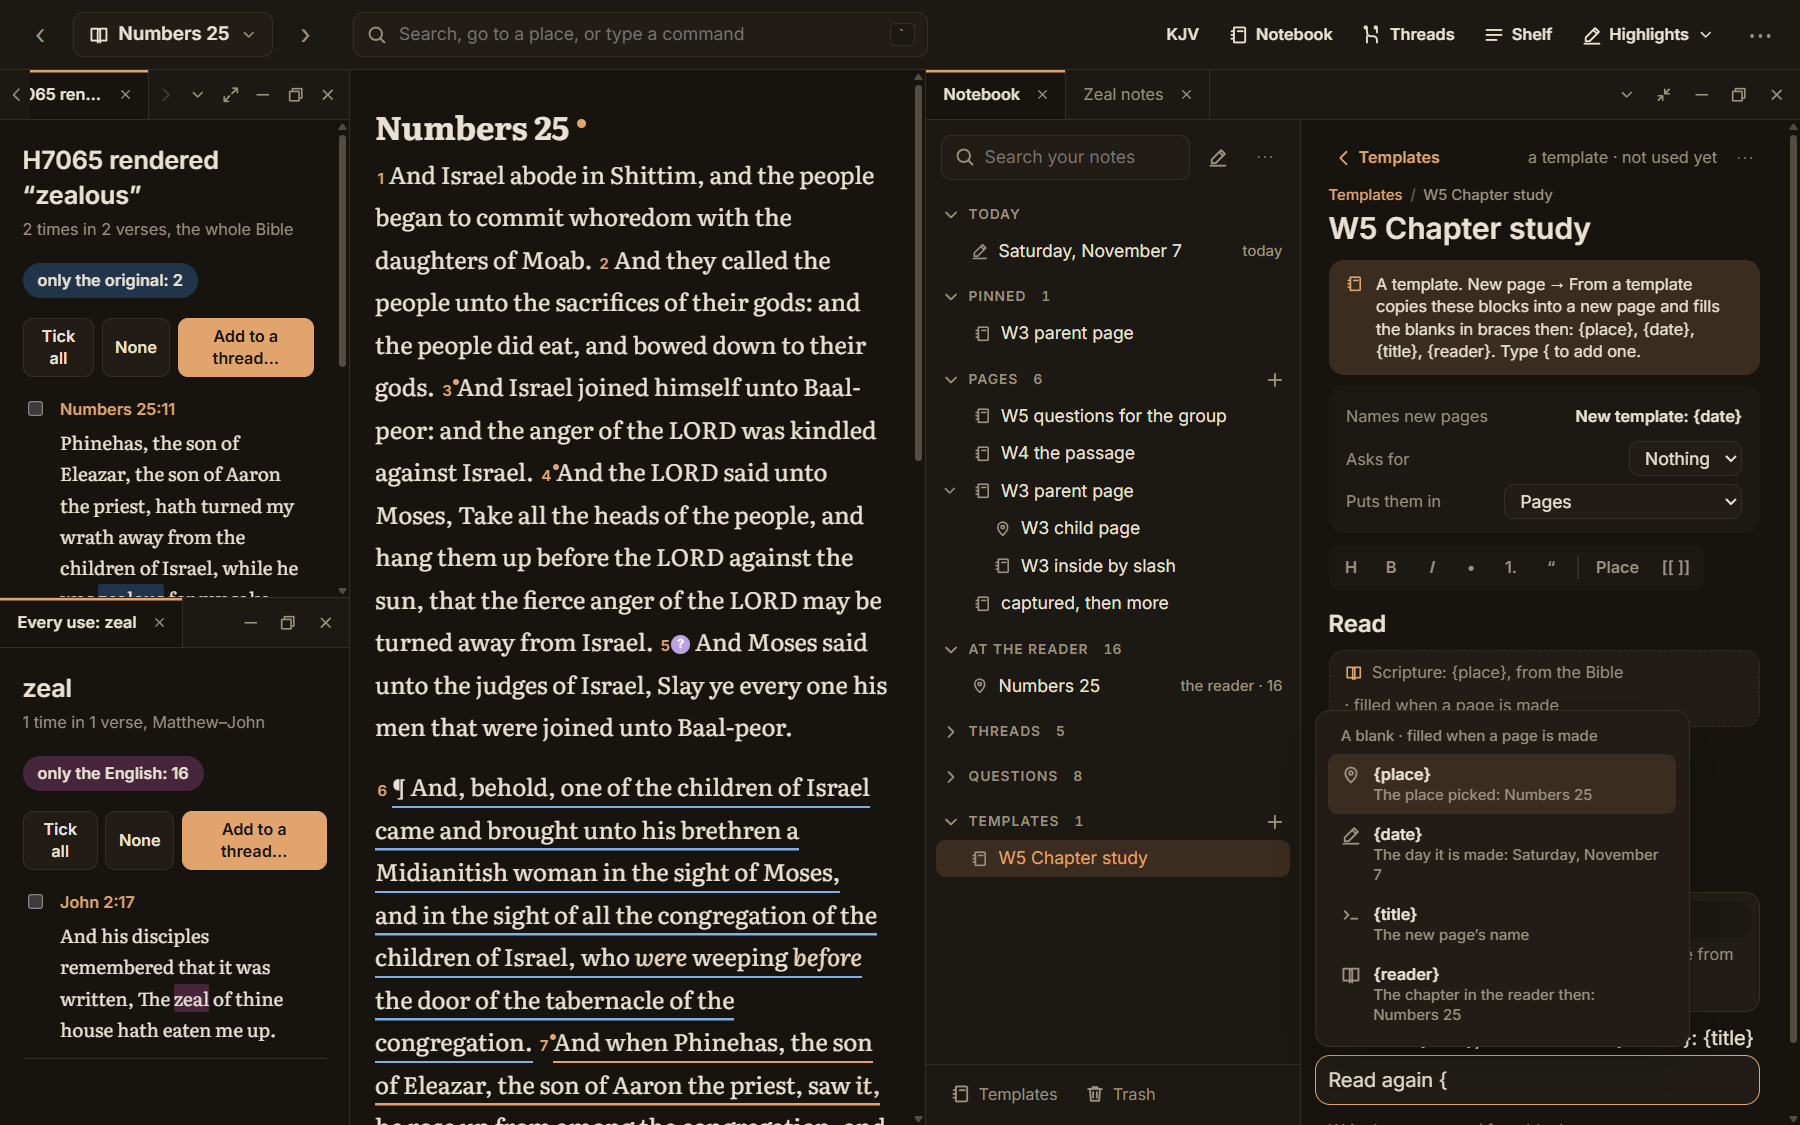 Numbers 25
Search, go to a place, or type a command
`
KJV
Notebook
Threads
Shelf
Highlights
065 ren...
H7065 rendered
“zealous”
2 times in 2 verses, the whole Bible
only the original: 2
Tick all
None
Add to a thread...
Numbers 25:11
Phinehas, the son of
Eleazar, the son of Aaron
the priest, hath turned my
wrath away from the
children of Israel, while he
Every use: zeal
zeal
1 time in 1 verse, Matthew–John
only the English: 16
Tick all
None
Add to a thread...
John 2:17
And his disciples
remembered that it was
written, The zeal of thine
house hath eaten me up.
Numbers 25
1 And Israel abode in Shittim, and the people
began to commit whoredom with the
daughters of Moab. 2 And they called the
people unto the sacrifices of their gods: and
the people did eat, and bowed down to their
gods. 3 And Israel joined himself unto Baal-
peor: and the anger of the LORD was kindled
against Israel. 4 And the LORD said unto
Moses, Take all the heads of the people, and
hang them up before the LORD against the
sun, that the fierce anger of the LORD may be
turned away from Israel. 5 ? And Moses said
unto the judges of Israel, Slay ye every one his
men that were joined unto Baal-peor.
6 ¶ And, behold, one of the children of Israel
came and brought unto his brethren a
Midianitish woman in the sight of Moses,
and in the sight of all the congregation of the
children of Israel, who were weeping before
the door of the tabernacle of the
congregation. 7 And when Phinehas, the son
of Eleazar, the son of Aaron the priest, saw it,
he rose up from among the congregation, and
Notebook
Zeal notes
Search your notes
TODAY
Saturday, November 7 today
PINNED 1
W3 parent page
PAGES 6
W5 questions for the group
W4 the passage
W3 parent page
W3 child page
W3 inside by slash
captured, then more
AT THE READER 16
Numbers 25 the reader · 16
THREADS 5
QUESTIONS 8
TEMPLATES 1
W5 Chapter study
Templates
Trash
Templates
a template · not used yet
Templates / W5 Chapter study
W5 Chapter study
A template. New page → From a template
copies these blocks into a new page and fills
the blanks in braces then: {place}, {date},
{title}, {reader}. Type { to add one.
Names new pages New template: {date}
Asks for Nothing
Puts them in Pages
H B I • 1. “ Place [[ ]]
Read
Scripture: {place}, from the Bible
· filled when a page is made
A blank · filled when a page is made
{place}
The place picked: Numbers 25
{date}
The day it is made: Saturday, November
7
{title}
The new page’s name
{reader}
The chapter in the reader then:
Numbers 25
from
}: {title}
Read again {